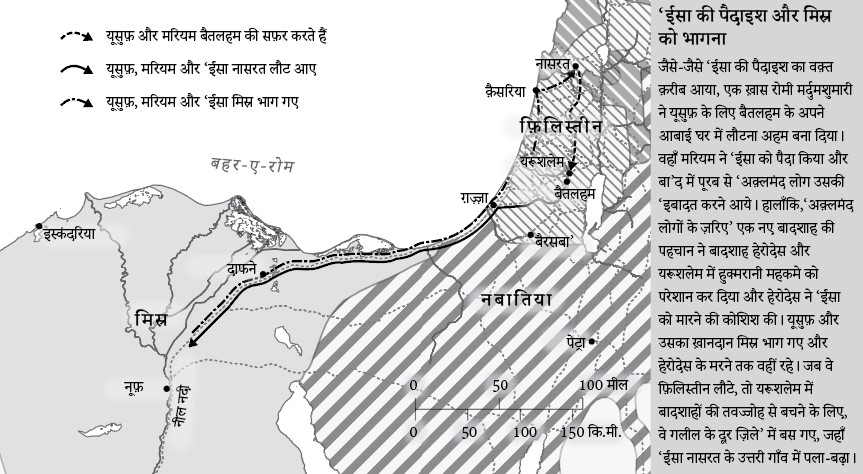 यूसुफ़ और मरियम बैतलहम की सफ़र करते हैं
यूसुफ़, मरियम और ‘ईसा नासरत लौट आए
यूसुफ़, मरियम और ‘ईसा मिस्र भाग गए
बहर-ए-रोम
नासरत
क़ैसरिया
फ़िलिस्तीन
यरूशलेम
बैतलहम
गज़्ज़ा
बैरसबा’
इस्कंदरिया
दाफने
नबातिया
मिस्र
पेट्रा
नूफ़
नील नदी
0 50 100 मील
0 50 100 150 कि.मी.
‘ईसा की पैदाइश और मिस्र
को भागना
जैसे-जैसे ‘ईसा की पैदाइश का वक़्त
क़रीब आया, एक ख़ास रोमी मर्दुमशुमारी
ने यूसुफ़ के लिए बैतलहम के अपने
आबाई घर में लौटना अहम बना दिया।
वहाँ मरियम ने ‘ईसा को पैदा किया और
बा’द में पूरब से ‘अक़्लमंद लोग उसकी
‘इबादत करने आये। हालाँकि,‘अक़्लमंद
लोगों के ज़रिए’ एक नए बादशाह की
पहचान ने बादशाह हेरोदेस और
यरूशलेम में हुक्मरानी महकमे को
परेशान कर दिया और हेरोदेस ने ‘ईसा
को मारने की कोशिश की। यूसुफ़ और
उसका ख़ानदान मिस्र भाग गए और
हेरोदेस के मरने तक वहीं रहे। जब वे
फ़िलिस्तीन लौटे, तो यरूशलेम में
बादशाहों की तवज्जोह से बचने के लिए,
वे गलील के दूर ज़िले’ में बस गए, जहाँ
‘ईसा नासरत के उत्तरी गाँव में पला-बढ़ा।